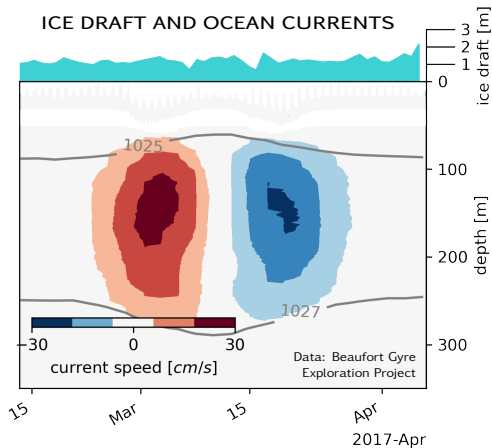 ICE DRAFT AND OCEAN CURRENTS
3
2
1
0
ice draft [m]
1025
100
200
300
depth [m]
1027
-30 0 30
current speed [cm/s]
Data: Beaufort Gyre
Exploration Project
15 Mar 15 Apr
2017-Apr